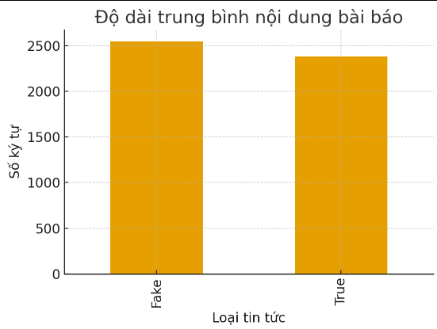 Độ dài trung bình nội dung bài báo
Số ký tự
2500
2000
1500
1000
500
0
Fake
True
Loại tin tức